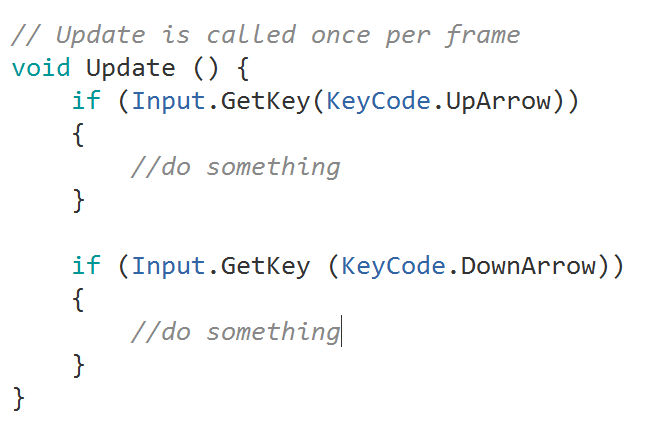 // Update is called once per frame
void Update () {
if (Input.GetKey(KeyCode.UpArrow))
{
//do something
}
if (Input.GetKey (KeyCode.DownArrow))
{
//do something
}
}